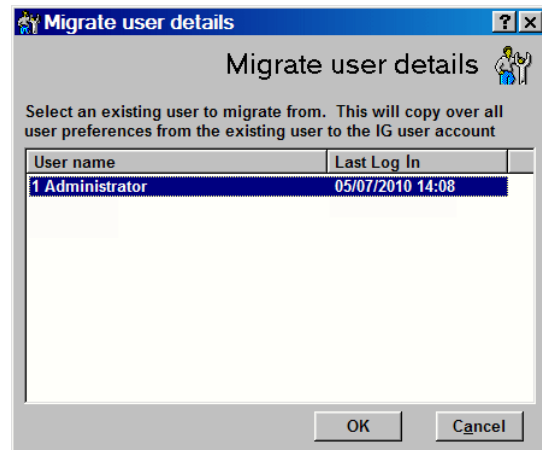 Migrate user details
Migrate user details
Select an existing user to migrate from. This will copy over all
user preferences from the existing user to the IG user account
User name Last Log In
1 Administrator 05/07/2010 14:08
OK Cancel